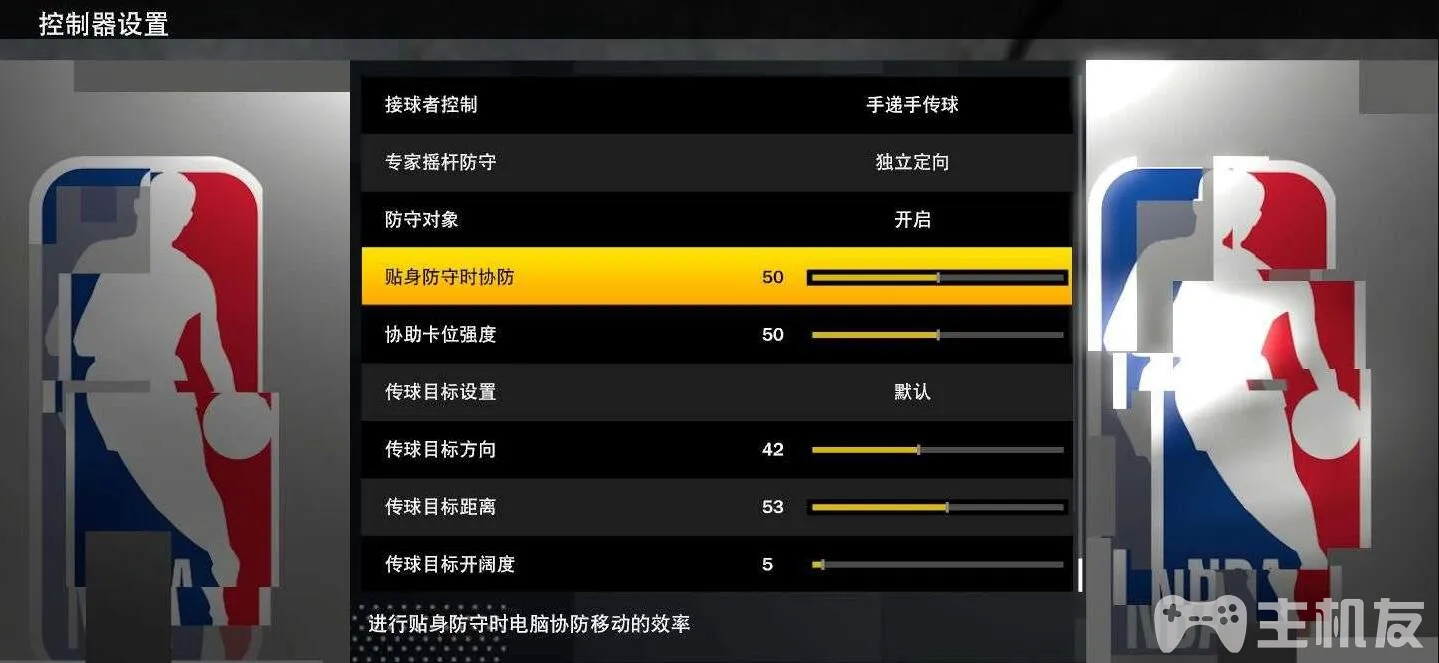 控制器设置
接球者控制 手递手传球
专家摇杆防守 独立定向
防守对象 开启
贴身防守时协防 50
协助卡位强度 50
传球目标设置 默认
传球目标方向 42
传球目标距离 53
传球目标开阔度 5
进行贴身防守时电脑协防移动的效率
主机友